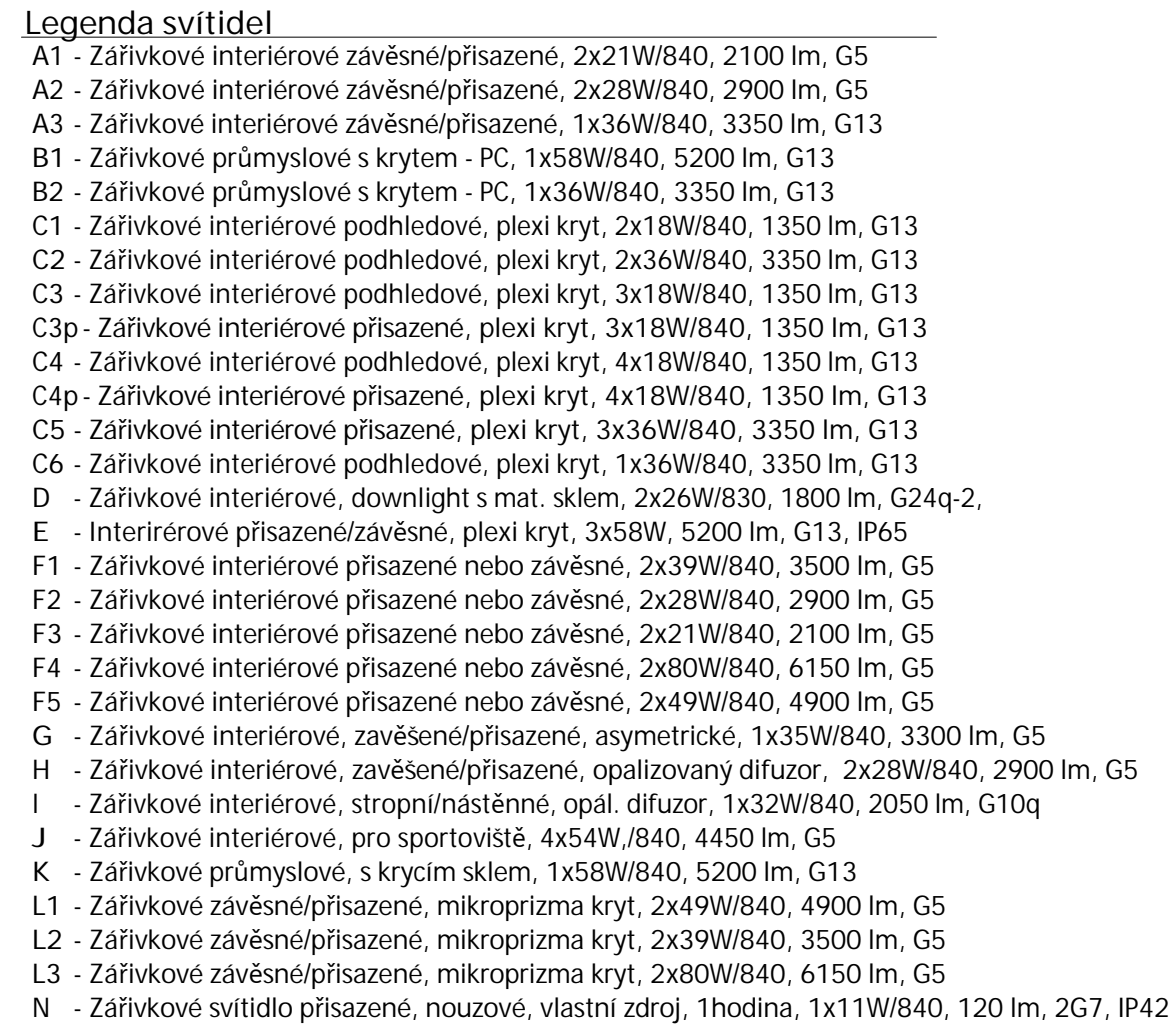 Legenda svítidel
A1 - Zářivkové interiérové závěsné/přisazené, 2x21W/840, 2100 lm, G5
A2 - Zářivkové interiérové závěsné/přisazené, 2x28W/840, 2900 lm, G5
A3 - Zářivkové interiérové závěsné/přisazené, 1x36W/840, 3350 lm, G13
B1 - Zářivkové průmyslové s krytem - PC, 1x58W/840, 5200 lm, G13
B2 - Zářivkové průmyslové s krytem - PC, 1x36W/840, 3350 lm, G13
C1 - Zářivkové interiérové podhledové, plexi kryt, 2x18W/840, 1350 lm, G13
C2 - Zářivkové interiérové podhledové, plexi kryt, 2x36W/840, 3350 lm, G13
C3 - Zářivkové interiérové podhledové, plexi kryt, 3x18W/840, 1350 lm, G13
C3p - Zářivkové interiérové přisazené, plexi kryt, 3x18W/840, 1350 lm, G13
C4 - Zářivkové interiérové podhledové, plexi kryt, 4x18W/840, 1350 lm, G13
C4p - Zářivkové interiérové přisazené, plexi kryt, 4x18W/840, 1350 lm, G13
C5 - Zářivkové interiérové přisazené, plexi kryt, 3x36W/840, 3350 lm, G13
C6 - Zářivkové interiérové podhledové, plexi kryt, 1x36W/840, 3350 lm, G13
D - Zářivkové interiérové, downlight s mat. sklem, 2x26W/830, 1800 lm, G24q-2,
E - Interirérové přisazené/závěsné, plexi kryt, 3x58W, 5200 lm, G13, IP65
F1 - Zářivkové interiérové přisazené nebo závěsné, 2x39W/840, 3500 lm, G5
F2 - Zářivkové interiérové přisazené nebo závěsné, 2x28W/840, 2900 lm, G5
F3 - Zářivkové interiérové přisazené nebo závěsné, 2x21W/840, 2100 lm, G5
F4 - Zářivkové interiérové přisazené nebo závěsné, 2x80W/840, 6150 lm, G5
F5 - Zářivkové interiérové přisazené nebo závěsné, 2x49W/840, 4900 lm, G5
G - Zářivkové interiérové, zavěšené/přisazené, asymetrické, 1x35W/840, 3300 lm, G5
H - Zářivkové interiérové, zavěšené/přisazené, opalizovaný difuzor, 2x28W/840, 2900 lm, G5
I - Zářivkové interiérové, stropní/nástěnné, opál. difuzor, 1x32W/840, 2050 lm, G10q
J - Zářivkové interiérové, pro sportoviště, 4x54W,/840, 4450 lm, G5
K - Zářivkové průmyslové, s krycím sklem, 1x58W/840, 5200 lm, G13
L1 - Zářivkové závěsné/přisazené, mikroprizma kryt, 2x49W/840, 4900 lm, G5
L2 - Zářivkové závěsné/přisazené, mikroprizma kryt, 2x39W/840, 3500 lm, G5
L3 - Zářivkové závěsné/přisazené, mikroprizma kryt, 2x80W/840, 6150 lm, G5
N - Zářivkové svítidlo přisazené, nouzové, vlastní zdroj, 1hodina, 1x11W/840, 120 lm, 2G7, IP42